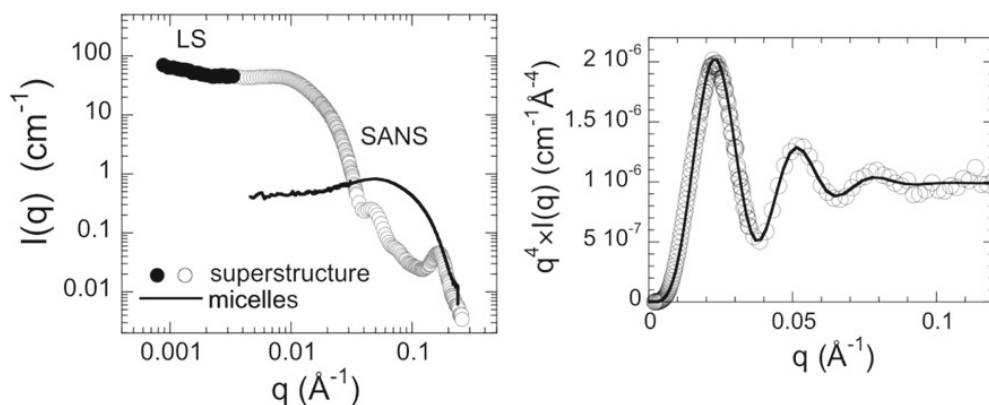 LS
SANS
superstructure
micelles
I(q) (cm⁻¹)
100
10
1
0.1
0.01
0.001
0.01
0.1
q (Å⁻¹)
q⁴×I(q) (cm⁻¹Å⁻⁴)
2 10⁻⁶
1.5 10⁻⁶
1 10⁻⁶
5 10⁻⁷
0
0
0.05
0.1
q (Å⁻¹)